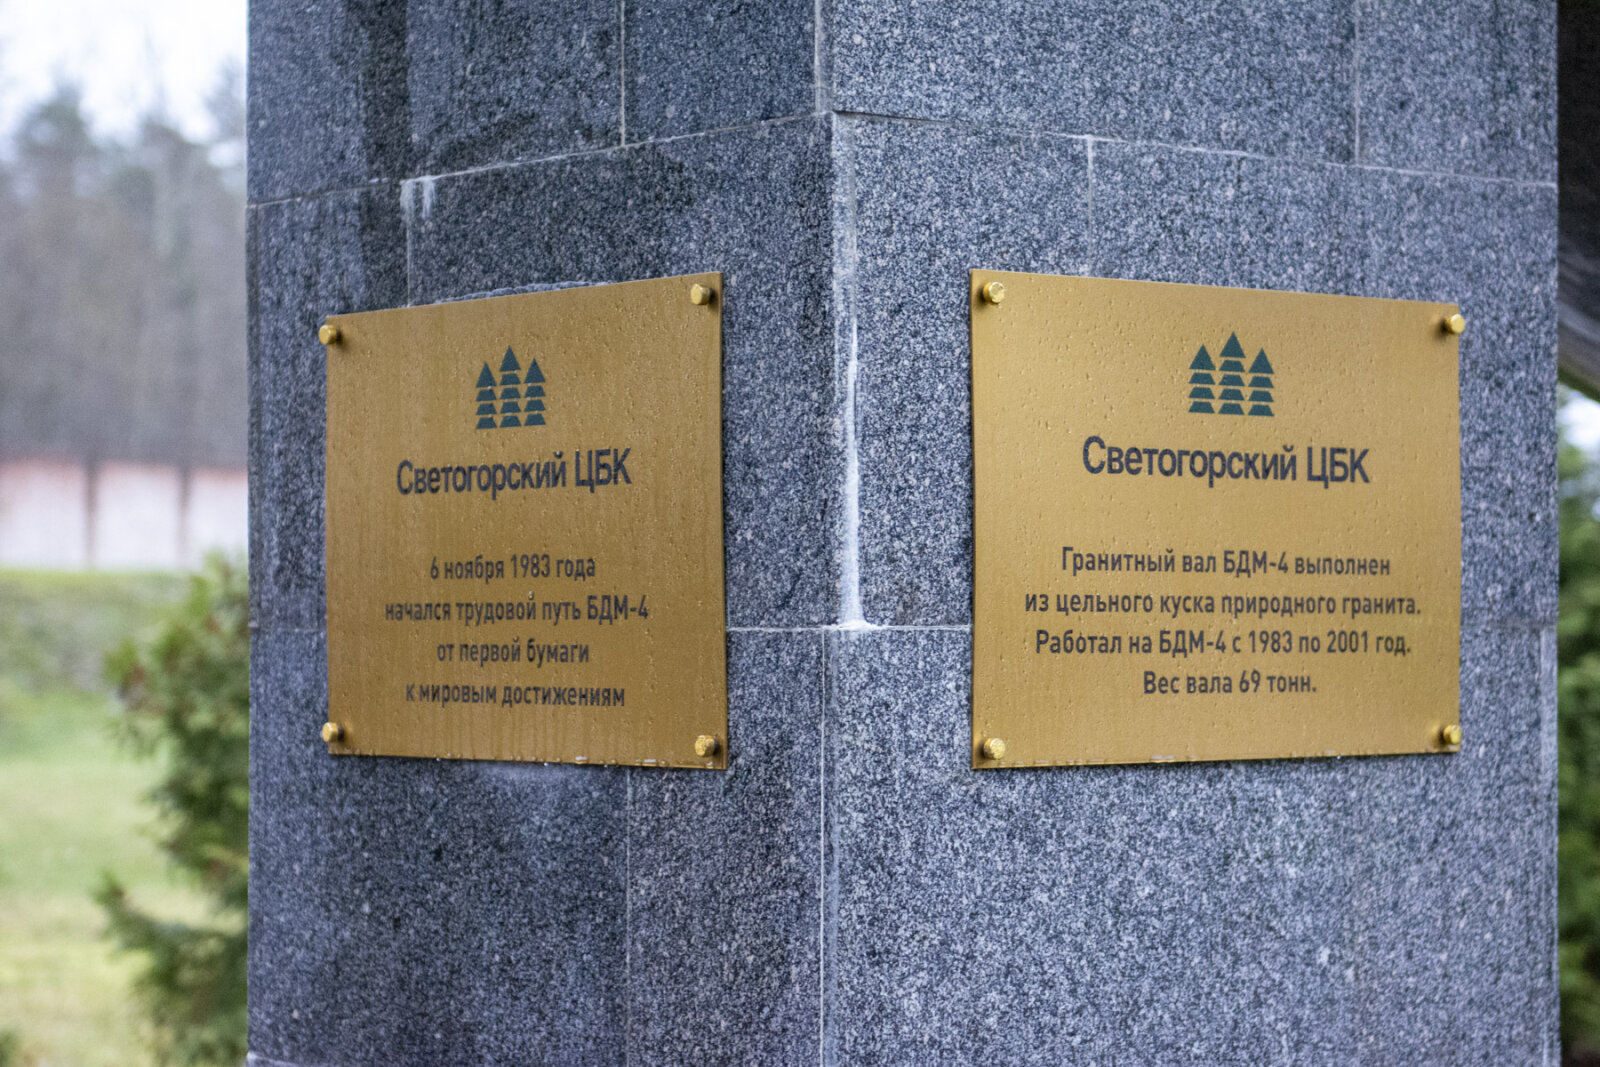 Светогорский ЦБК
6 ноября 1983 года
начался трудовой путь БДМ-4
от первой бумаги
к мировым достижениям
Светогорский ЦБК
Гранитный вал БДМ-4 выполнен
из цельного куска природного гранита.
Работал на БДМ-4 с 1983 по 2001 год.
Вес вала 69 тонн.